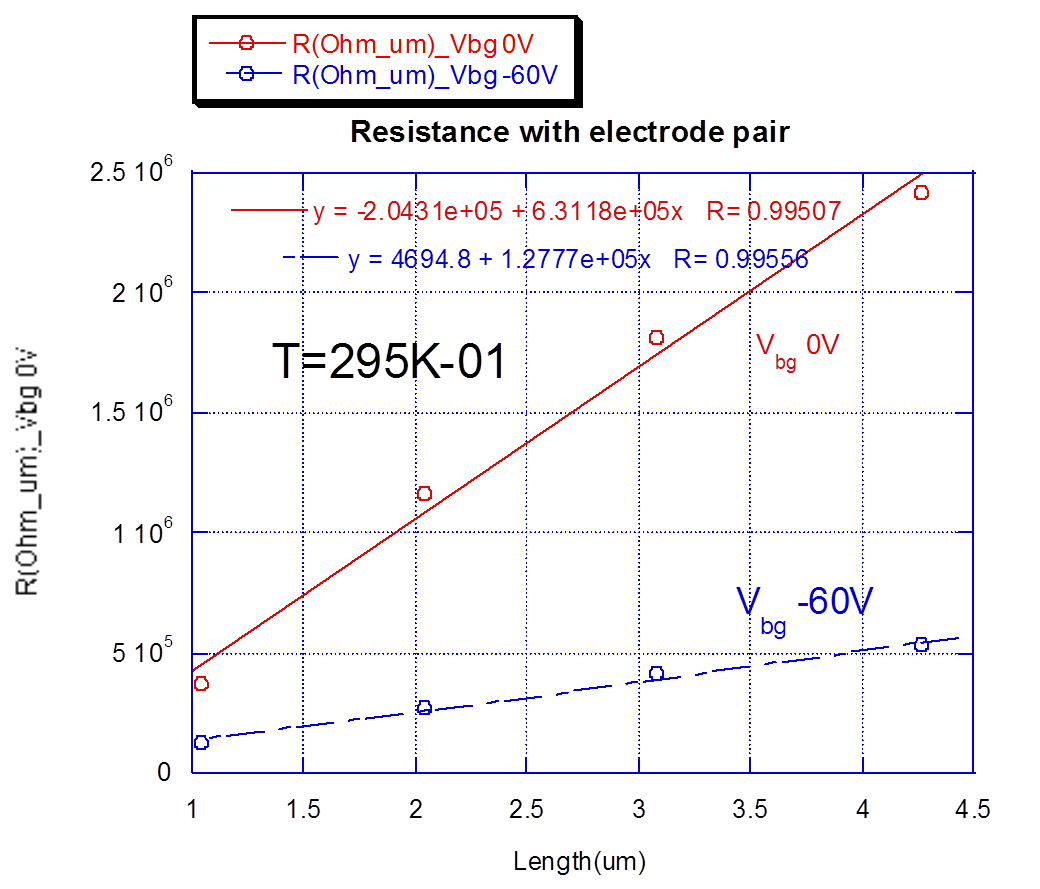 R(Ohm_um)_Vbg 0V
R(Ohm_um)_Vbg -60V
Resistance with electrode pair
2.5 10^6
2 10^6
1.5 10^6
1 10^6
5 10^5
0
y = -2.0431e+05 + 6.3118e+05x R= 0.99507
y = 4694.8 + 1.2777e+05x R= 0.99556
T=295K-01
V_bg 0V
V_bg -60V
R(Ohm_um)_Vbg 0V
1 1.5 2 2.5 3 3.5 4 4.5
Length(um)